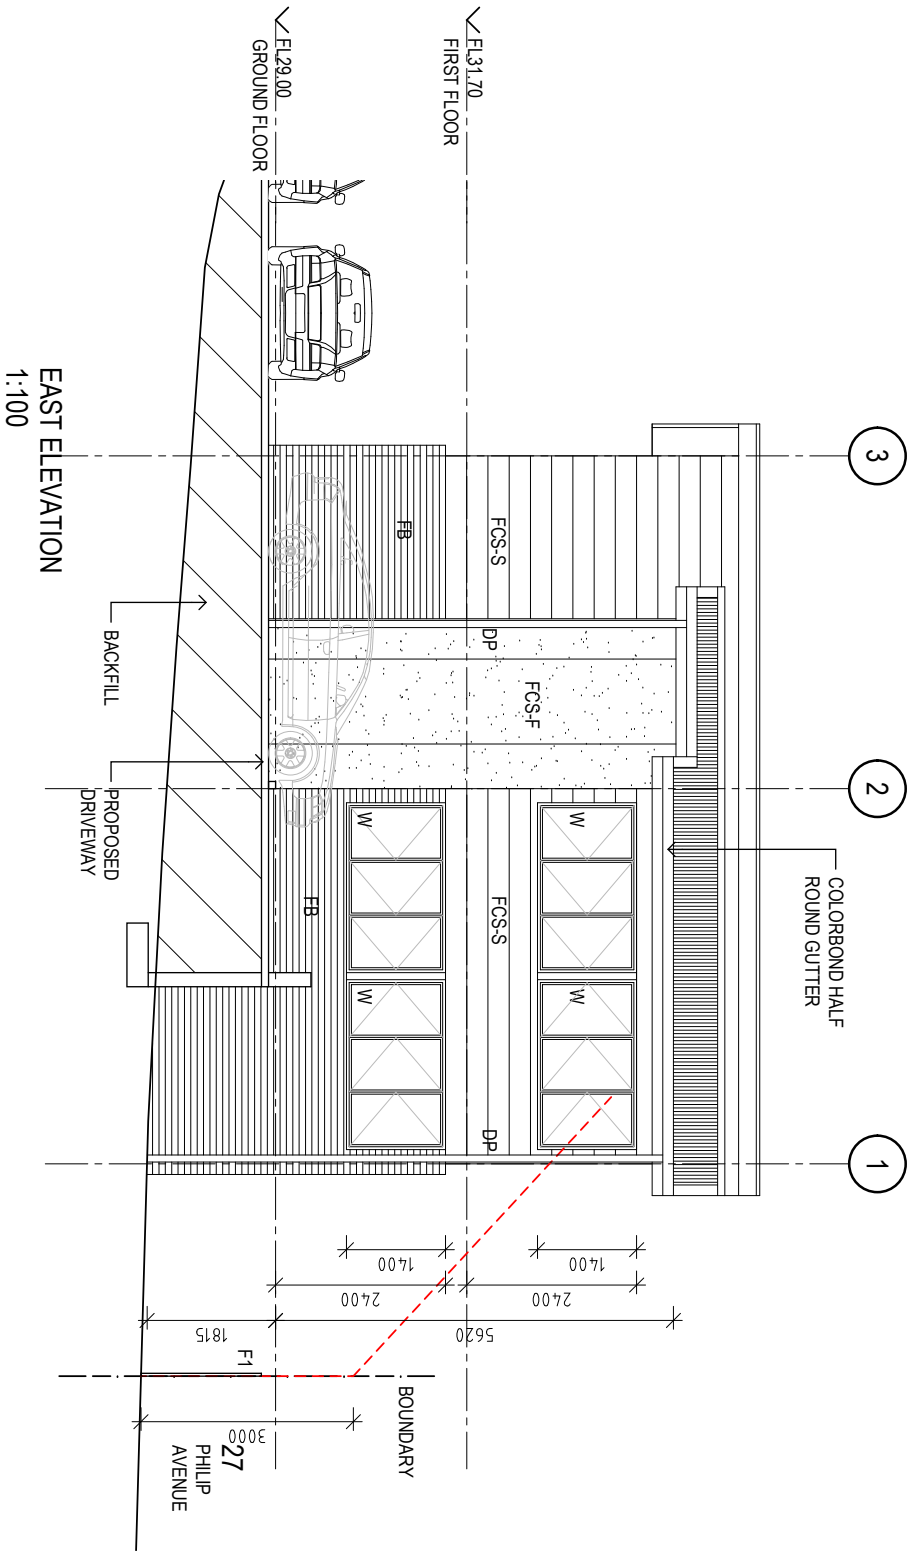 3
2
1
COLORBOND HALF
ROUND GUTTER
FL31.70
FIRST FLOOR
FL29.00
GROUND FLOOR
FCS-S
FB
DP
FCS-F
W
W
W
W
FCS-S
FB
DP
1400
1400
2400
2400
5620
1815
F1
3000
BOUNDARY
27
PHILIP
AVENUE
BACKFILL
PROPOSED
DRIVEWAY
EAST ELEVATION
1:100